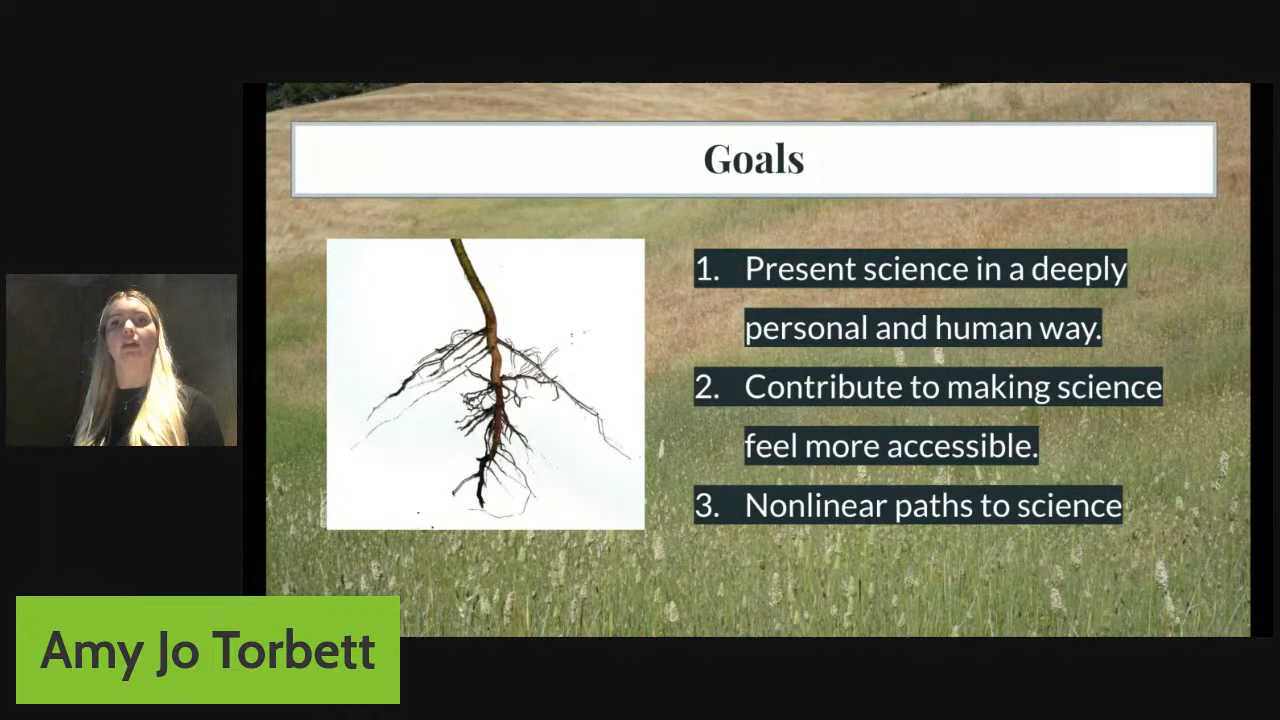 Goals
1. Present science in a deeply
personal and human way.
2. Contribute to making science
feel more accessible.
3. Nonlinear paths to science
Amy Jo Torbett